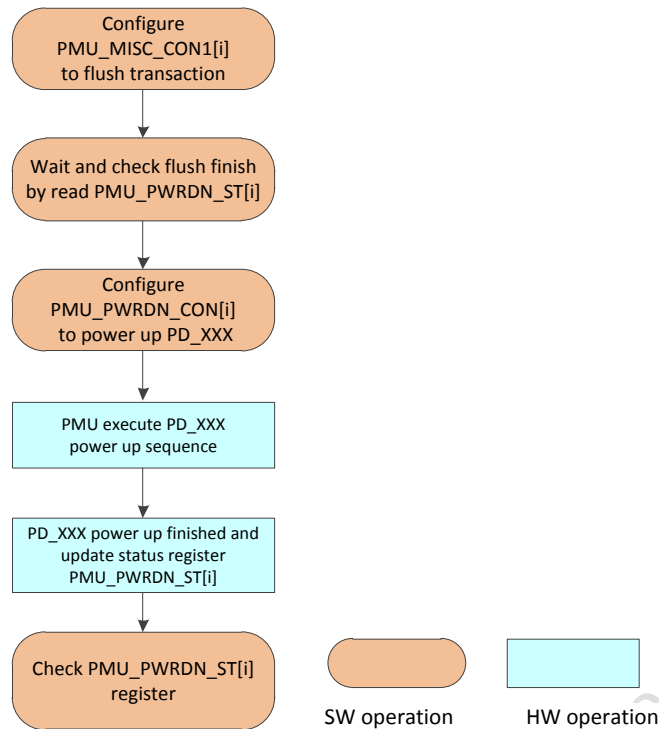 Configure
PMU_MISC_CON1[i]
to flush transaction
Wait and check flush finish
by read PMU_PWRDN_ST[i]
Configure
PMU_PWRDN_CON[i]
to power up PD_XXX
PMU execute PD_XXX
power up sequence
PD_XXX power up finished and
update status register
PMU_PWRDN_ST[i]
Check PMU_PWRDN_ST[i]
register
SW operation
HW operation